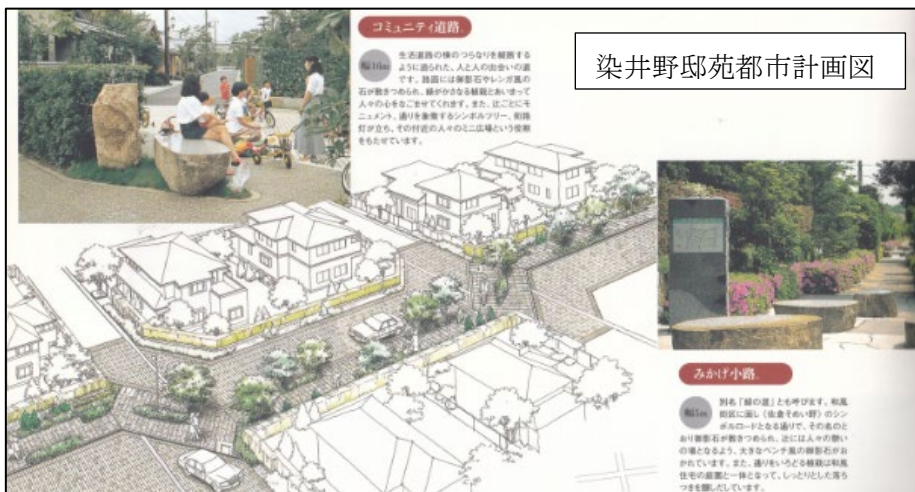 コミュニティ道路。
幅16m
生活道路の横のつらなりを縦断する
ように造られた、人と人の出会いの道
です。路面には御影石やレンガ風の
石が敷きつめられ、緑がかさなる植栽とあいまって
人々の心をなごませてくれます。また、辻ごとにモ
ニュメント、通りを象徴するシンボルツリー、街路
灯が立ち、その付近の人々のミニ広場という役割
をもたせています。
染井野邸苑都市計画図
みかげ小路。
幅5m
別名「緑の道」とも呼びます。和風
街区に面し〈佐倉そめい野〉のシン
ボルロードとなる通りで、その名のと
おり御影石が敷きつめられ、辻には人々の憩い
の場となるよう、大きなベンチ風の御影石がお
かれています。また、通りをいろどる植栽は和風
住宅の庭園と一体となって、しっとりとした落ち
つきを醸しだしています。